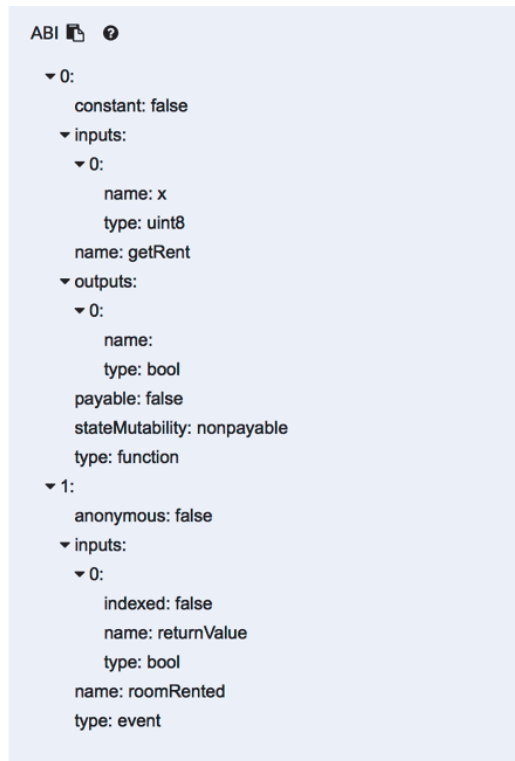 ABI
0:
constant: false
inputs:
0:
name: x
type: uint8
name: getRent
outputs:
0:
name:
type: bool
payable: false
stateMutability: nonpayable
type: function
1:
anonymous: false
inputs:
0:
indexed: false
name: returnValue
type: bool
name: roomRented
type: event